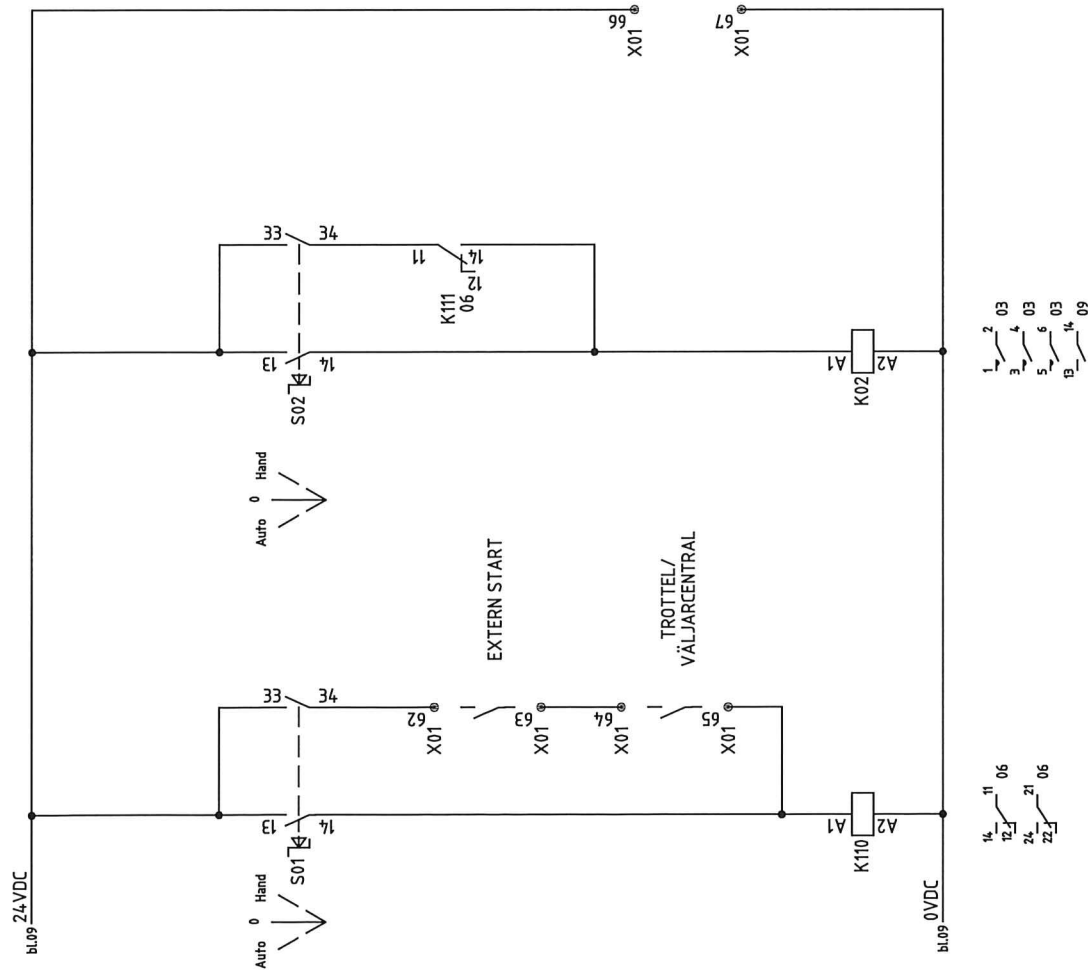 bl.09
24VDC
66
X01
67
X01
33
34
11
14
12
K111
06
13
14
S02
A1
A2
K02
1 2 03
3 4 03
5 6 03
13 14 09
Auto 0 Hand
EXTERN START
TROTTEL/
VÄLJARCENTRAL
33
34
62
X01
63
X01
64
X01
65
X01
13
14
S01
A1
A2
K110
14 11 06
12
24 21 06
22
Auto 0 Hand
bl.09
0VDC